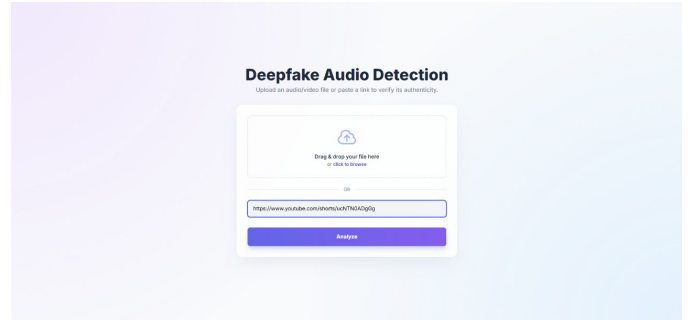 Deepfake Audio Detection
Upload an audio/video file or paste a link to verify its authenticity.
Drag & drop your file here
or click to browse
OR
https://www.youtube.com/shorts/ucNTN0ADgGg
Analyze